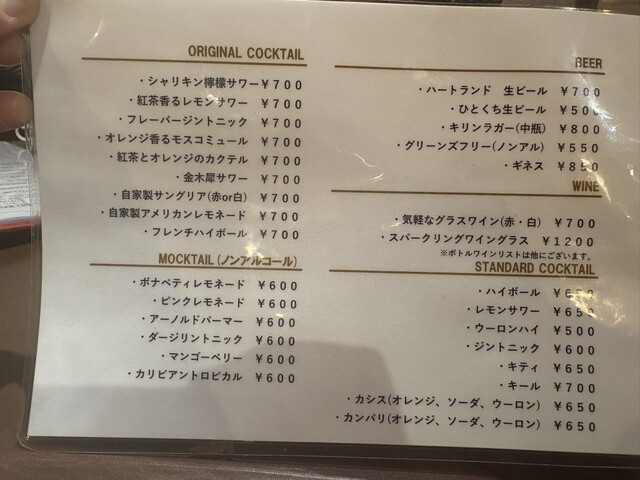 ORIGINAL COCKTAIL
・シャリキン檸檬サワー￥７００
・紅茶香るレモンサワー ￥７００
・フレーバージントニック ￥７００
・オレンジ香るモスコミュール ￥７００
・紅茶とオレンジのカクテル ￥７００
・金木犀サワー ￥７００
・自家製サングリア(赤or白) ￥７００
・自家製アメリカンレモネード ￥７００
・フレンチハイボール ￥７００
MOCKTAIL (ノンアルコール)
・ボナペティレモネード ￥６００
・ピンクレモネード ￥６００
・アーノルドパーマー ￥６００
・ダージリントニック ￥６００
・マンゴーベリー ￥６００
・カリビアントロピカル ￥６００
BEER
・ハートランド 生ビール ￥７００
・ひとくち生ビール ￥５００
・キリンラガー(中瓶) ￥８００
・グリーンズフリー(ノンアル) ￥５５０
・ギネス ￥８５０
WINE
・気軽なグラスワイン(赤・白) ￥７００
・スパークリングワイングラス ￥１２００
※ボトルワインリストは他にございます。
STANDARD COCKTAIL
・ハイボール ￥６５０
・レモンサワー ￥６５０
・ウーロンハイ ￥５００
・ジントニック ￥６００
・キティ ￥６５０
・キール ￥７００
・カシス(オレンジ、ソーダ、ウーロン) ￥６５０
・カンパリ(オレンジ、ソーダ、ウーロン) ￥６５０